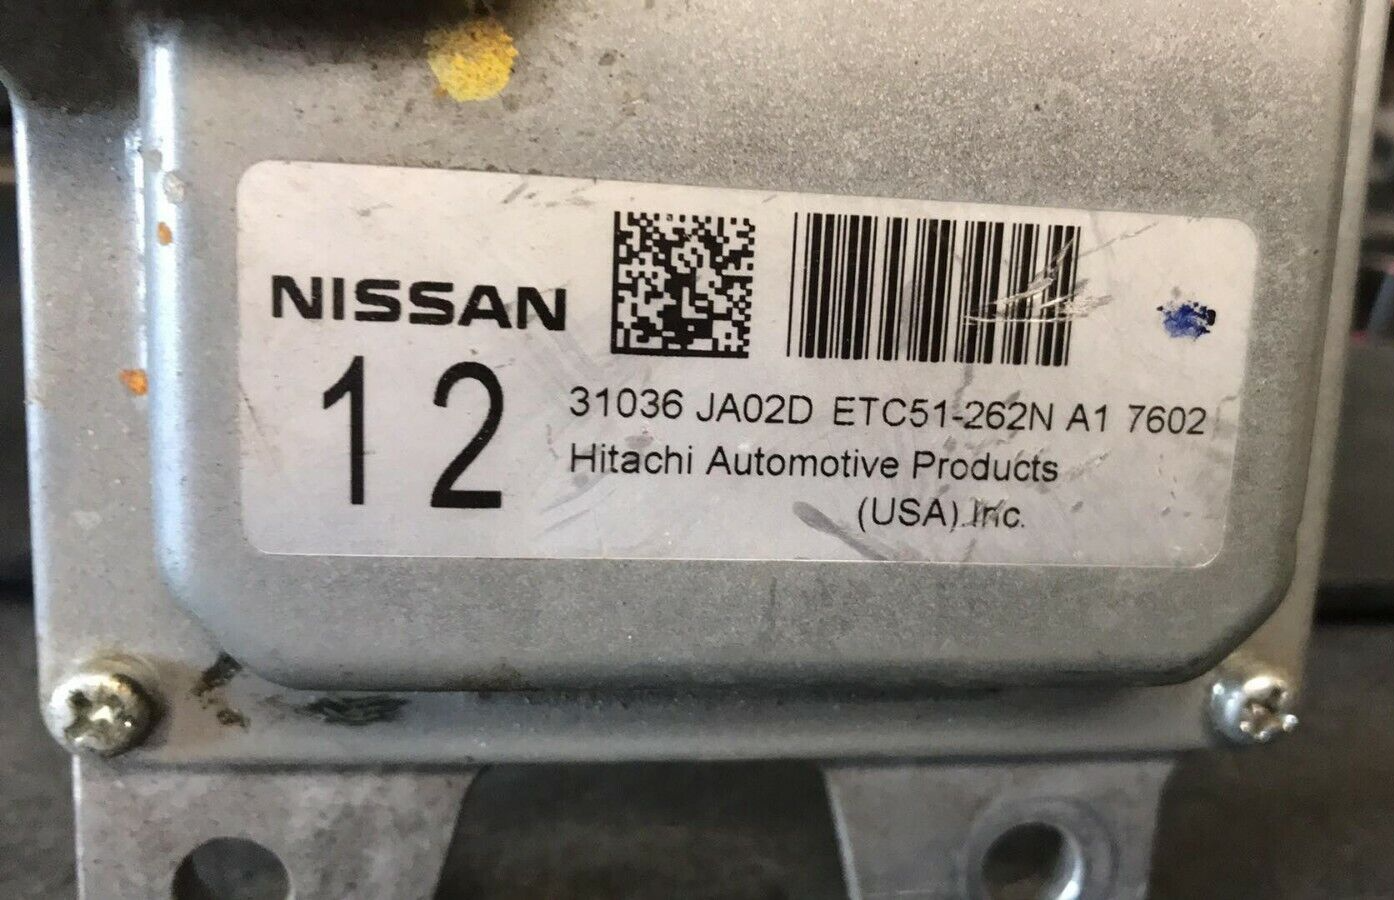 NISSAN
12
31036 JA02D ETC51-262N A1 7602
Hitachi Automotive Products
(USA) Inc.